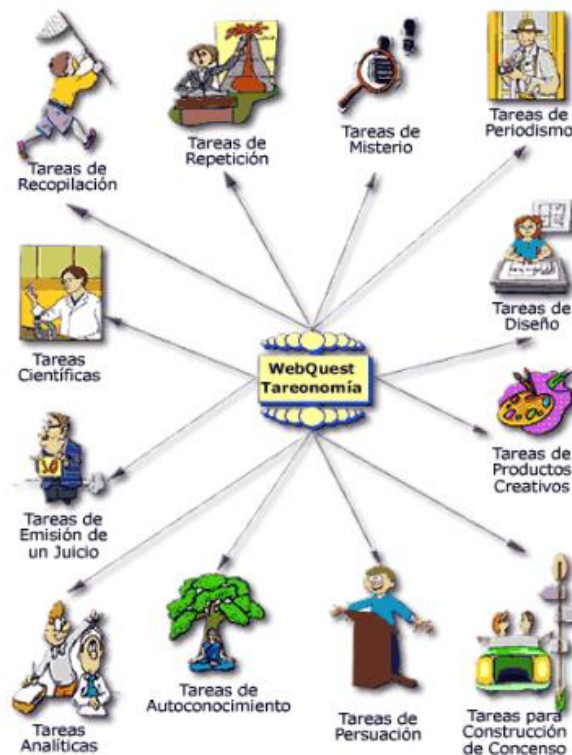 Tareas de
Recopilación
Tareas de
Repetición
Tareas de
Misterio
Tareas de
Periodismo
Tareas
Científicas
WebQuest
Tareonomía
Tareas de
Diseño
Tareas de
Productos
Creativos
Tareas de
Emisión de
un Juicio
Tareas
Analíticas
Tareas de
Autoconocimiento
Tareas de
Persuación
Tareas para
Construcción
de Concenso